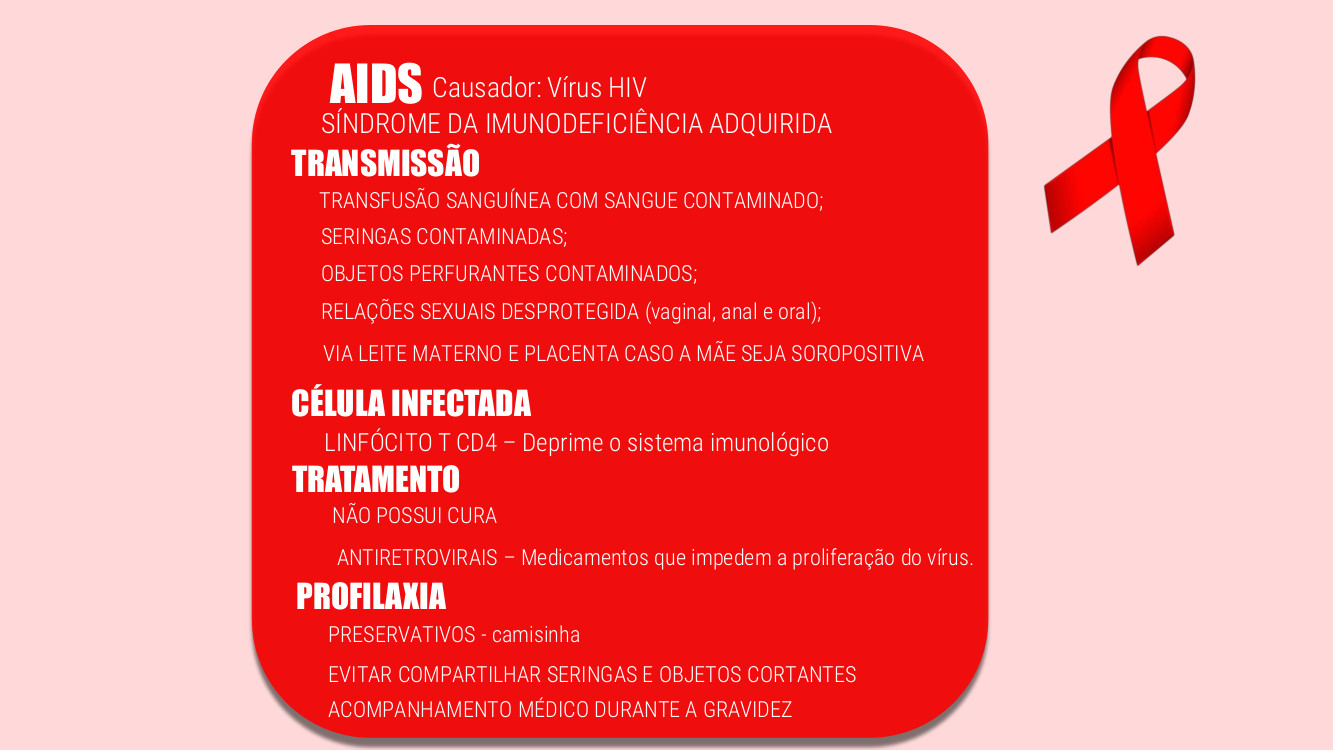 AIDS Causador: Vírus HIV
SÍNDROME DA IMUNODEFICIÊNCIA ADQUIRIDA
TRANSMISSÃO
TRANSFUSÃO SANGUÍNEA COM SANGUE CONTAMINADO;
SERINGAS CONTAMINADAS;
OBJETOS PERFURANTES CONTAMINADOS;
RELAÇÕES SEXUAIS DESPROTEGIDA (vaginal, anal e oral);
VIA LEITE MATERNO E PLACENTA CASO A MÃE SEJA SOROPOSITIVA
CÉLULA INFECTADA
LINFÓCITO T CD4 – Deprime o sistema imunológico
TRATAMENTO
NÃO POSSUI CURA
ANTIRETROVIRAIS – Medicamentos que impedem a proliferação do vírus.
PROFILAXIA
PRESERVATIVOS - camisinha
EVITAR COMPARTILHAR SERINGAS E OBJETOS CORTANTES
ACOMPANHAMENTO MÉDICO DURANTE A GRAVIDEZ